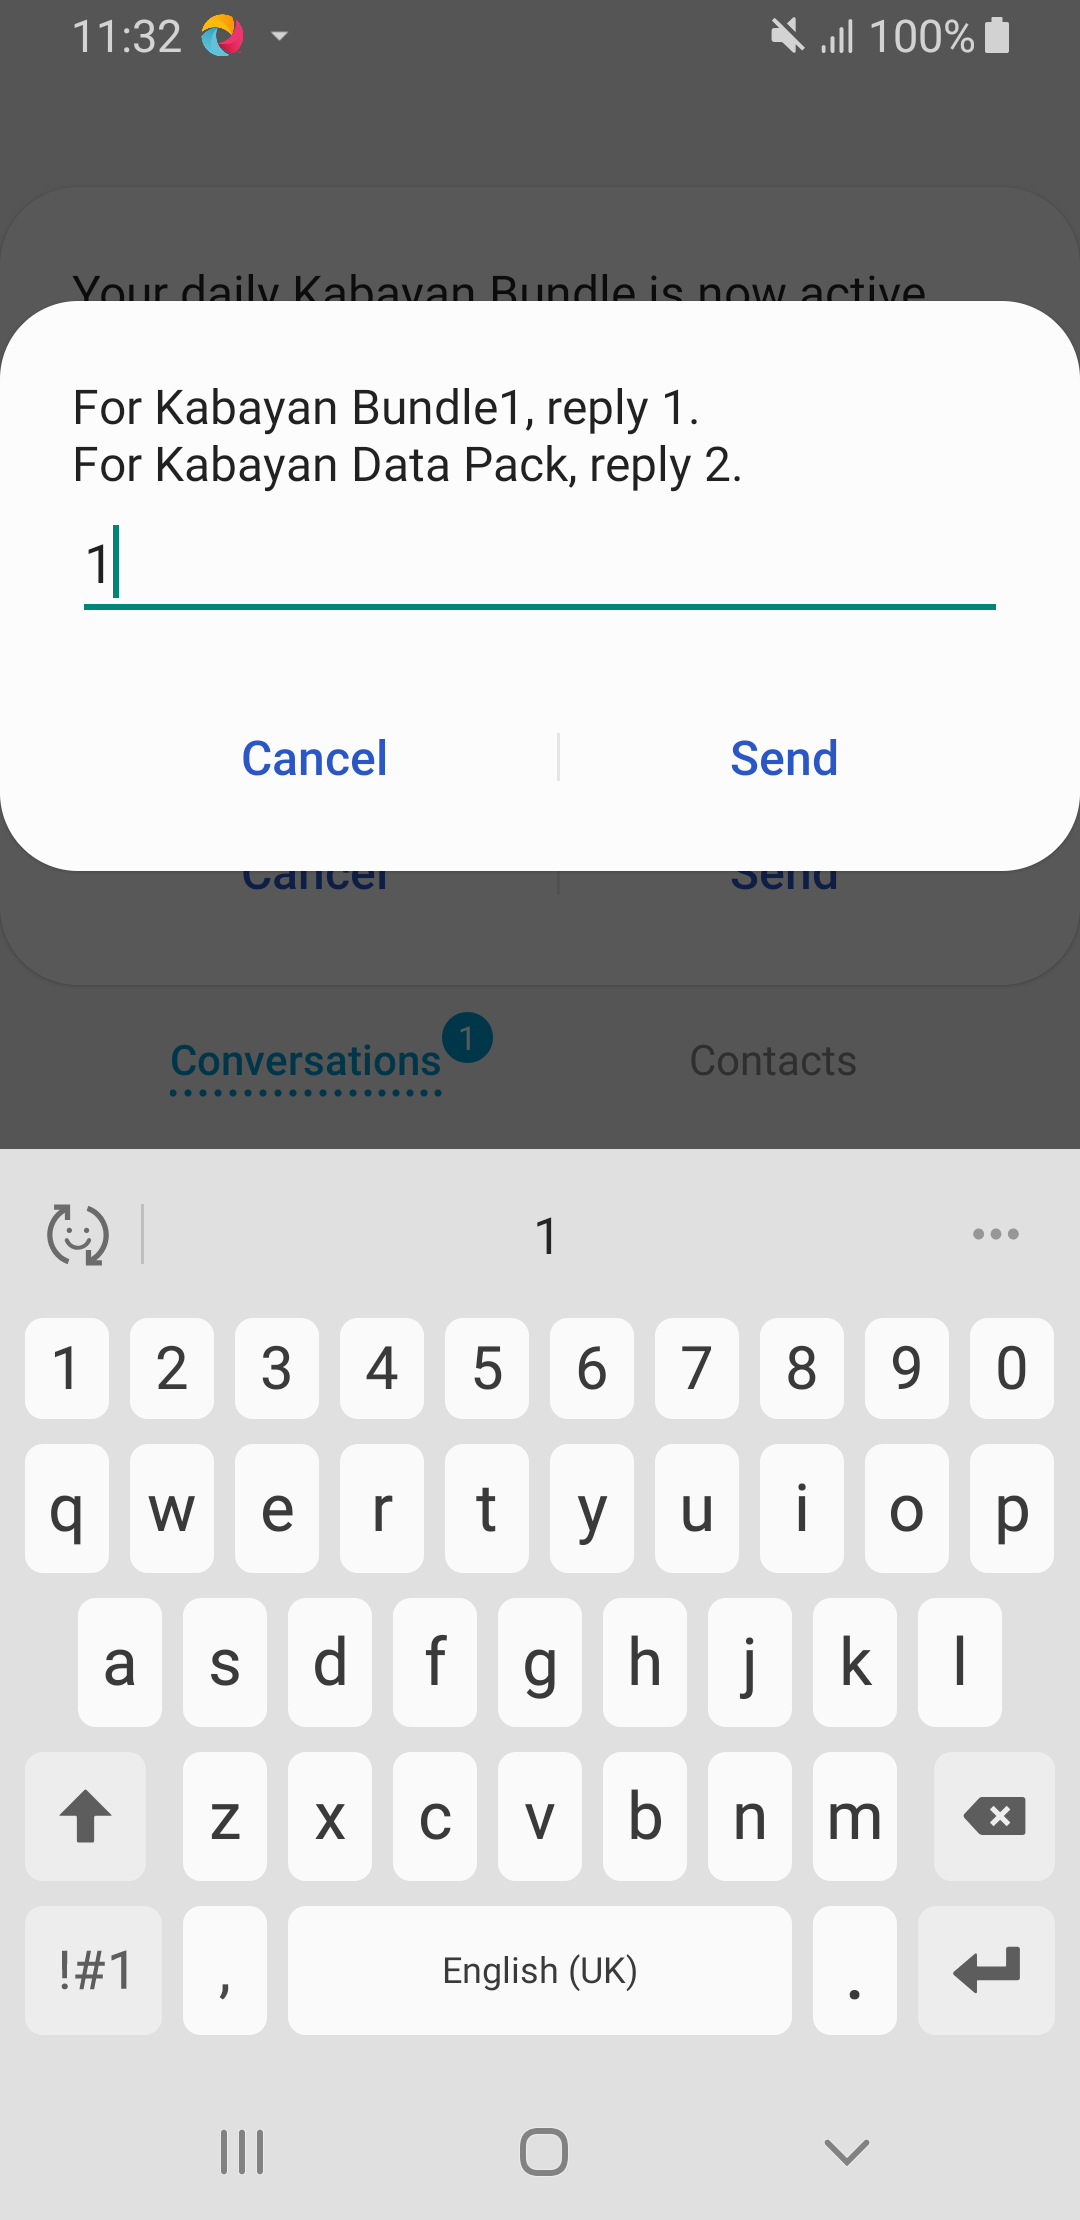 11:32
100%
Your daily Kabayan Bundle is now active
For Kabayan Bundle1, reply 1.
For Kabayan Data Pack, reply 2.
1
Cancel
Send
Cancel
Send
Conversations
1
Contacts
1
1 2 3 4 5 6 7 8 9 0
q w e r t y u i o p
a s d f g h j k l
z x c v b n m
!#1 , English (UK) .